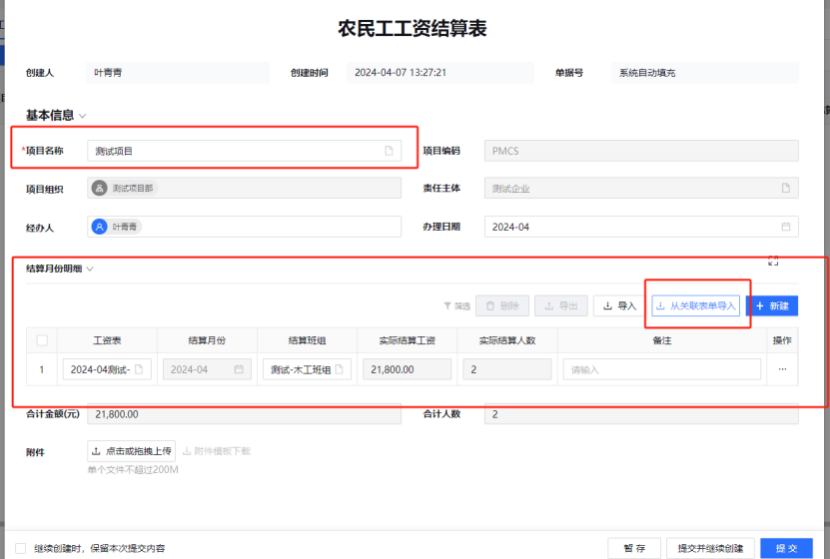 农民工工资结算表
创建人 叶青青 创建时间 2024-04-07 13:27:21 单据号 系统自动填充
基本信息
*项目名称 测试项目 项目编码 PMCS
项目组织 测试项目部 责任主体 测试企业
经办人 叶青青 办理日期 2024-04
结算月份明细
筛选 删除 导出 导入 从关联表单导入 + 新建
工资表 结算月份 结算班组 实际结算工资 实际结算人数 备注 操作
1 2024-04测试- 2024-04 测试-木工班组 21,800.00 2 请输入 ...
合计金额(元) 21,800.00 合计人数 2
附件 点击或拖拽上传 附件模板下载
单个文件不超过200M
继续创建时，保留本次提交内容 暂存 提交并继续创建 提交